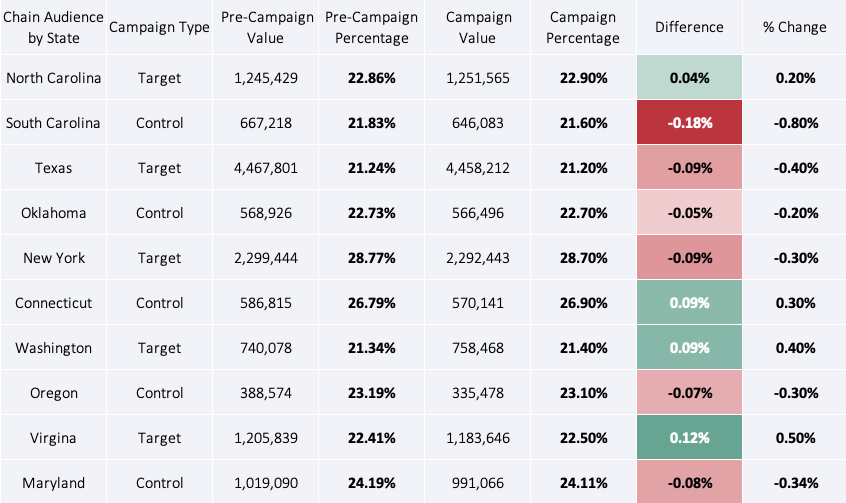 Chain Audience by State Campaign Type Pre-Campaign Value Pre-Campaign Percentage Campaign Value Campaign Percentage Difference % Change
North Carolina Target 1,245,429 22.86% 1,251,565 22.90% 0.04% 0.20%
South Carolina Control 667,218 21.83% 646,083 21.60% -0.18% -0.80%
Texas Target 4,467,801 21.24% 4,458,212 21.20% -0.09% -0.40%
Oklahoma Control 568,926 22.73% 566,496 22.70% -0.05% -0.20%
New York Target 2,299,444 28.77% 2,292,443 28.70% -0.09% -0.30%
Connecticut Control 586,815 26.79% 570,141 26.90% 0.09% 0.30%
Washington Target 740,078 21.34% 758,468 21.40% 0.09% 0.40%
Oregon Control 388,574 23.19% 335,478 23.10% -0.07% -0.30%
Virgina Target 1,205,839 22.41% 1,183,646 22.50% 0.12% 0.50%
Maryland Control 1,019,090 24.19% 991,066 24.11% -0.08% -0.34%